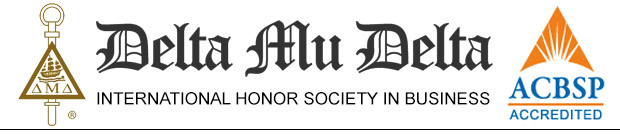 ΔΜΔ
®
Delta Mu Delta
INTERNATIONAL HONOR SOCIETY IN BUSINESS
ACBSP
ACCREDITED